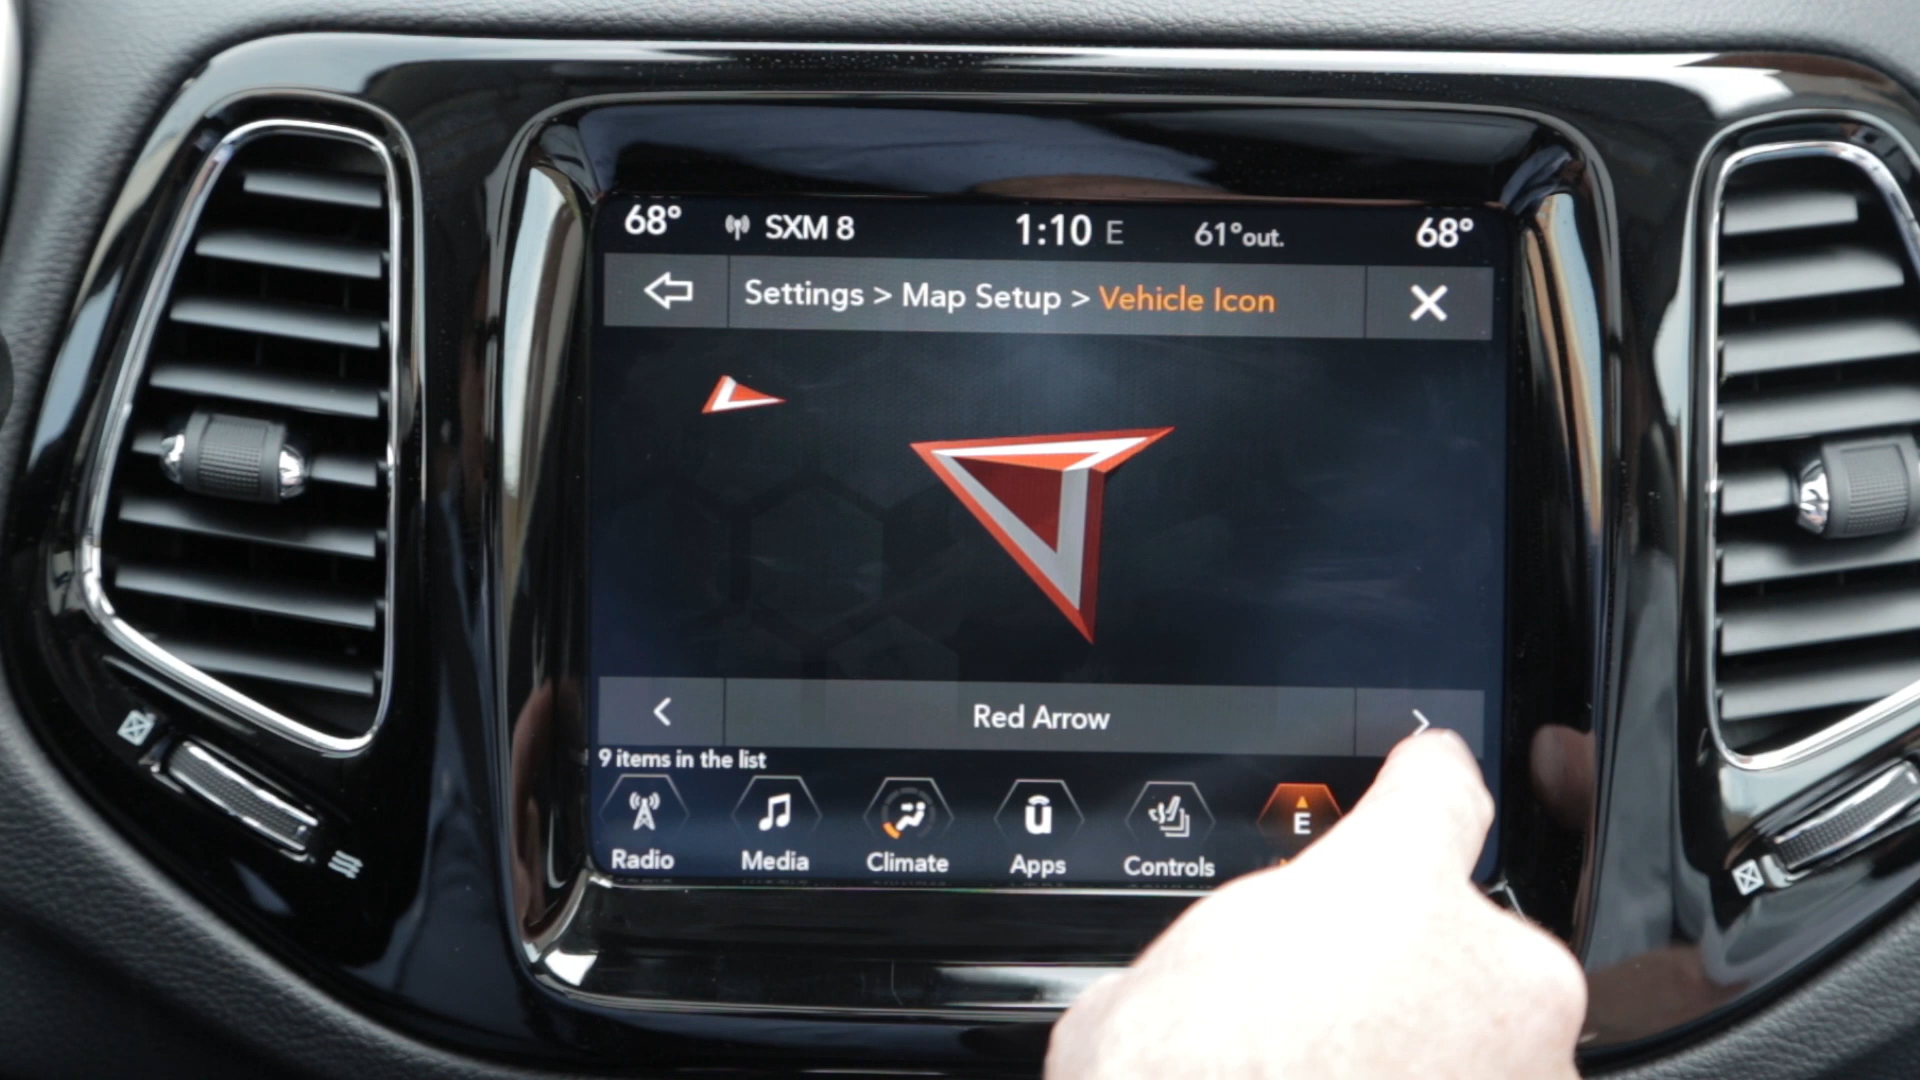 68° SXM 8 1:10 E 61°out. 68°
Settings > Map Setup > Vehicle Icon
Red Arrow
9 items in the list
E
Radio Media Climate Apps Controls